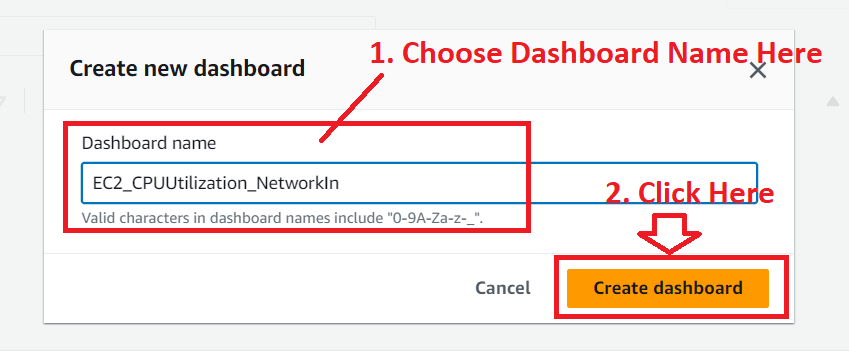 1. Choose Dashboard Name Here
Create new dashboard
Dashboard name
EC2_CPUUtilization_NetworkIn
Valid characters in dashboard names include "0-9A-Za-z-_".
2. Click Here
Cancel
Create dashboard